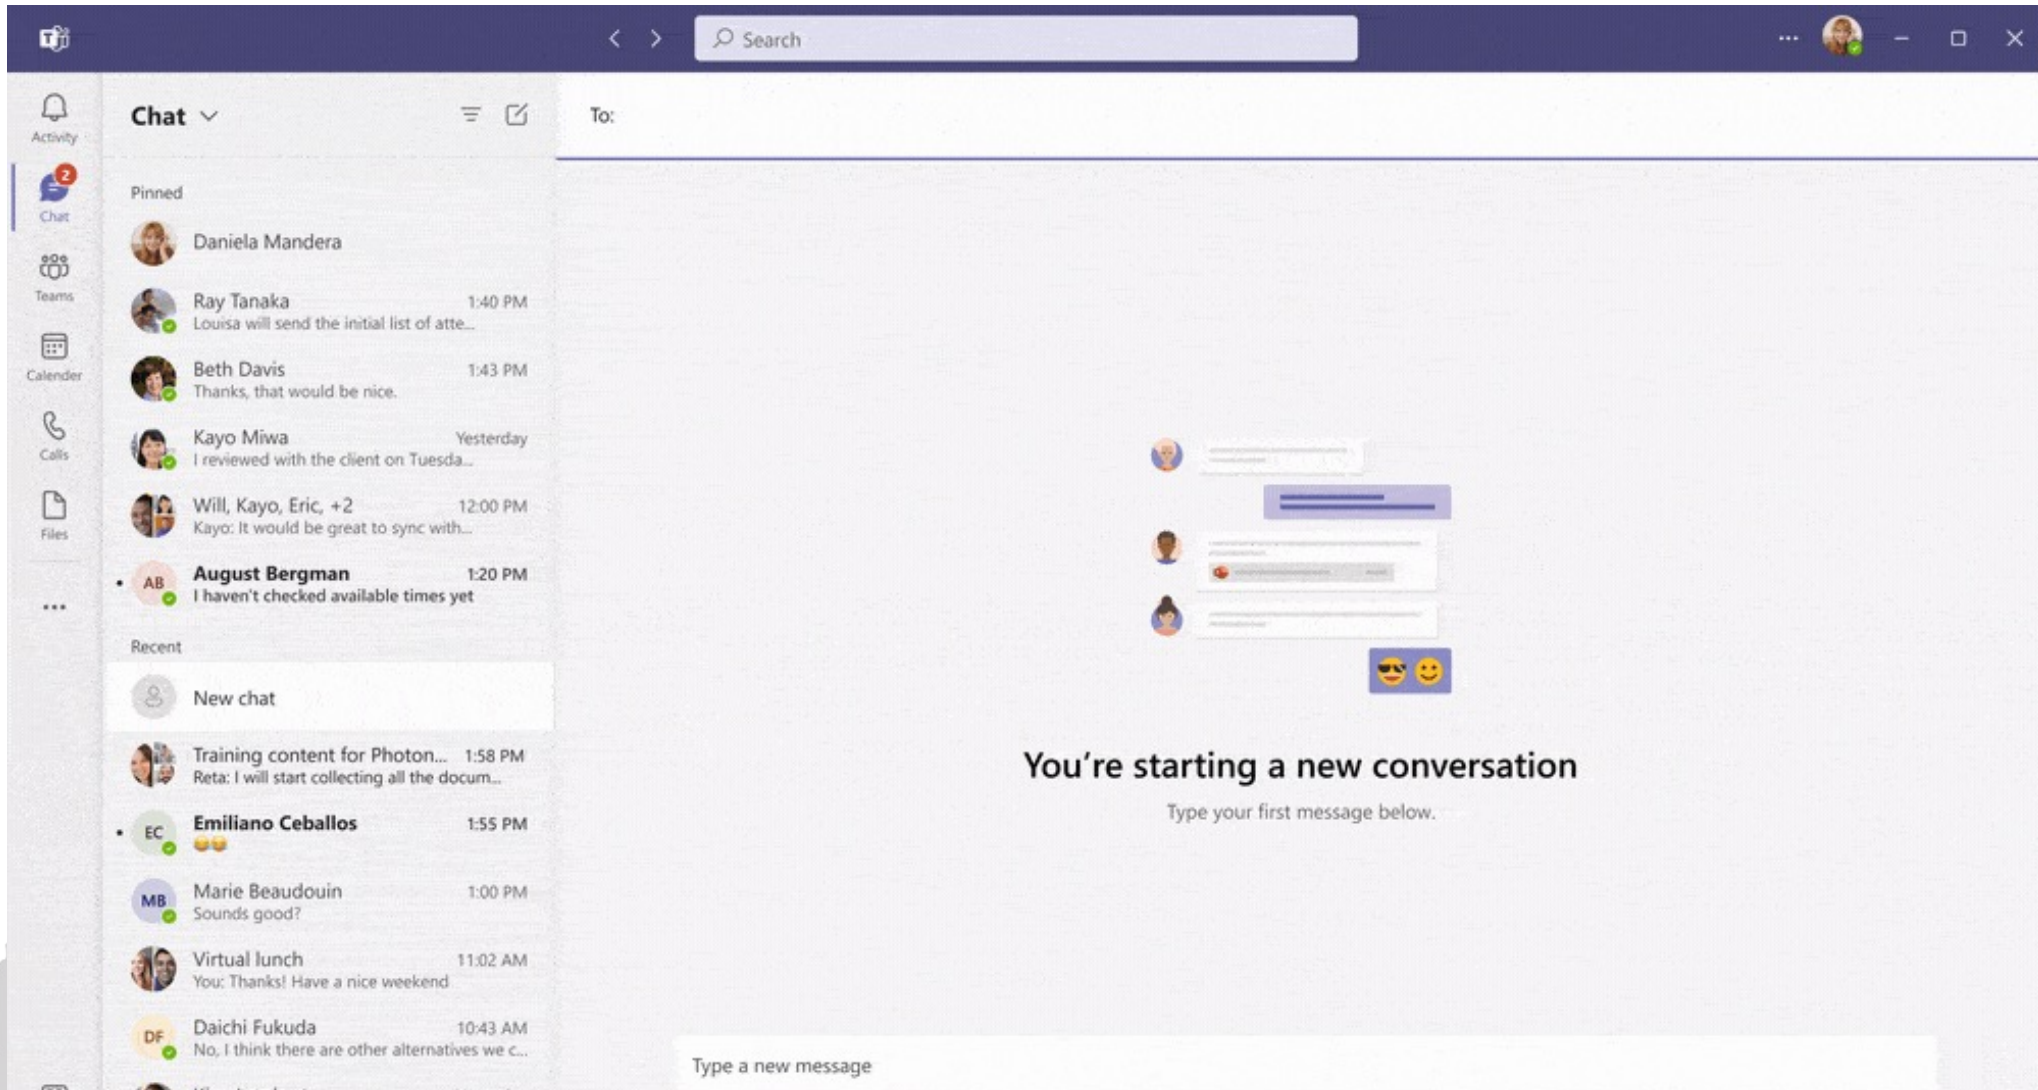 Search
Activity
2
Chat
Teams
Calender
Calls
Files
Chat
Pinned
Daniela Mandera
Ray Tanaka 1:40 PM
Louisa will send the initial list of atte...
Beth Davis 1:43 PM
Thanks, that would be nice.
Kayo Miwa Yesterday
I reviewed with the client on Tuesda...
Will, Kayo, Eric, +2 12:00 PM
Kayo: It would be great to sync with...
AB
August Bergman 1:20 PM
I haven't checked available times yet
Recent
New chat
Training content for Photon... 1:58 PM
Reta: I will start collecting all the docum...
EC
Emiliano Ceballos 1:55 PM
😂😂
MB
Marie Beaudouin 1:00 PM
Sounds good?
Virtual lunch 11:02 AM
You: Thanks! Have a nice weekend
DF
Daichi Fukuda 10:43 AM
No, I think there are other alternatives we c...
To:
You're starting a new conversation
Type your first message below.
Type a new message